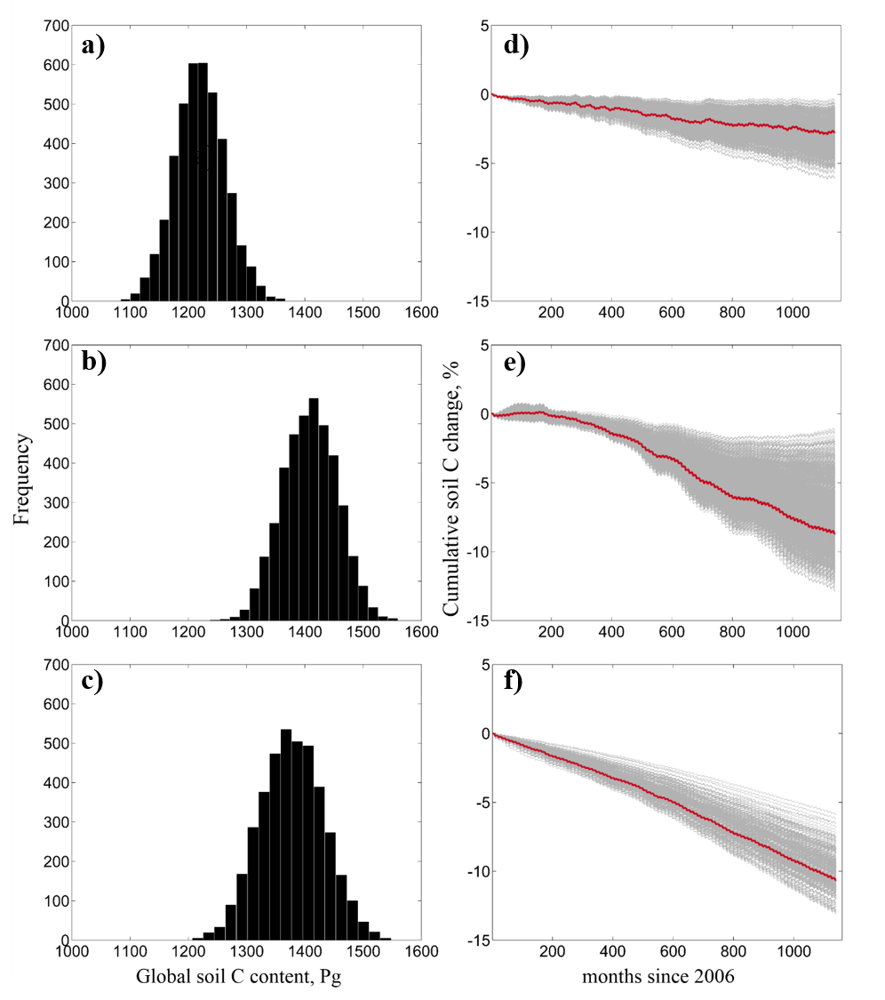 a)
700
600
500
400
300
200
100
0
1000 1100 1200 1300 1400 1500 1600
d)
5
0
-5
-10
-15
200 400 600 800 1000
b)
700
600
500
400
300
200
100
0
1000 1100 1200 1300 1400 1500 1600
Frequency
e)
5
0
-5
-10
-15
200 400 600 800 1000
Cumulative soil C change, %
c)
700
600
500
400
300
200
100
0
1000 1100 1200 1300 1400 1500 1600
Global soil C content, Pg
f)
5
0
-5
-10
-15
200 400 600 800 1000
months since 2006